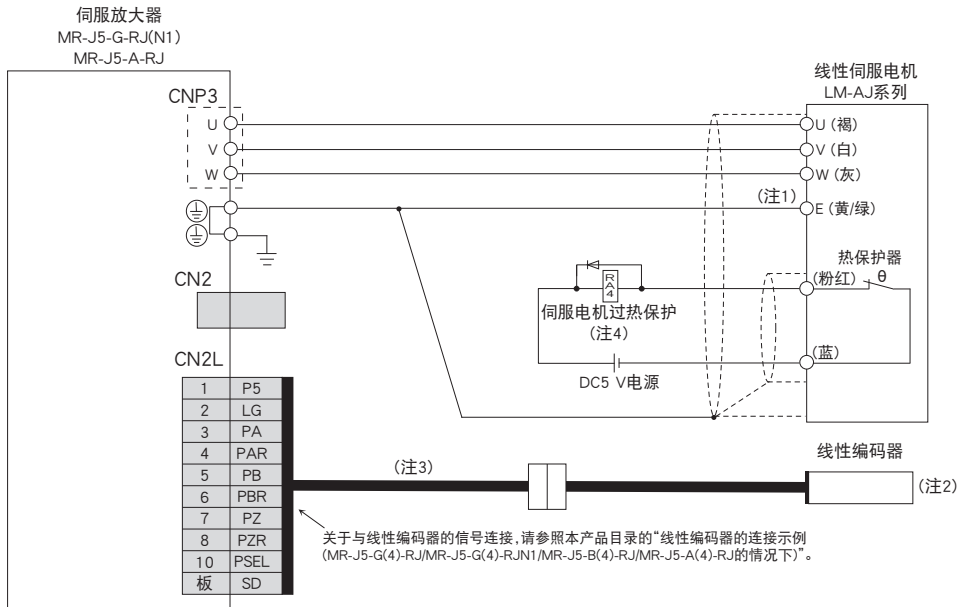 伺服放大器
MR-J5-G-RJ(N1)
MR-J5-A-RJ
CNP3
U
V
W
CN2
CN2L
1 P5
2 LG
3 PA
4 PAR
5 PB
6 PBR
7 PZ
8 PZR
10 PSEL
板 SD
线性伺服电机
LM-AJ系列
U (褐)
V (白)
W (灰)
(注1)
E (黄/绿)
热保护器
(粉红) θ
RA4
伺服电机过热保护
(注4)
(蓝)
DC5 V电源
线性编码器
(注3)
(注2)
关于与线性编码器的信号连接,请参照本产品目录的“线性编码器的连接示例
(MR-J5-G(4)-RJ/MR-J5-G(4)-RJN1/MR-J5-B(4)-RJ/MR-J5-A(4)-RJ的情况下)”。